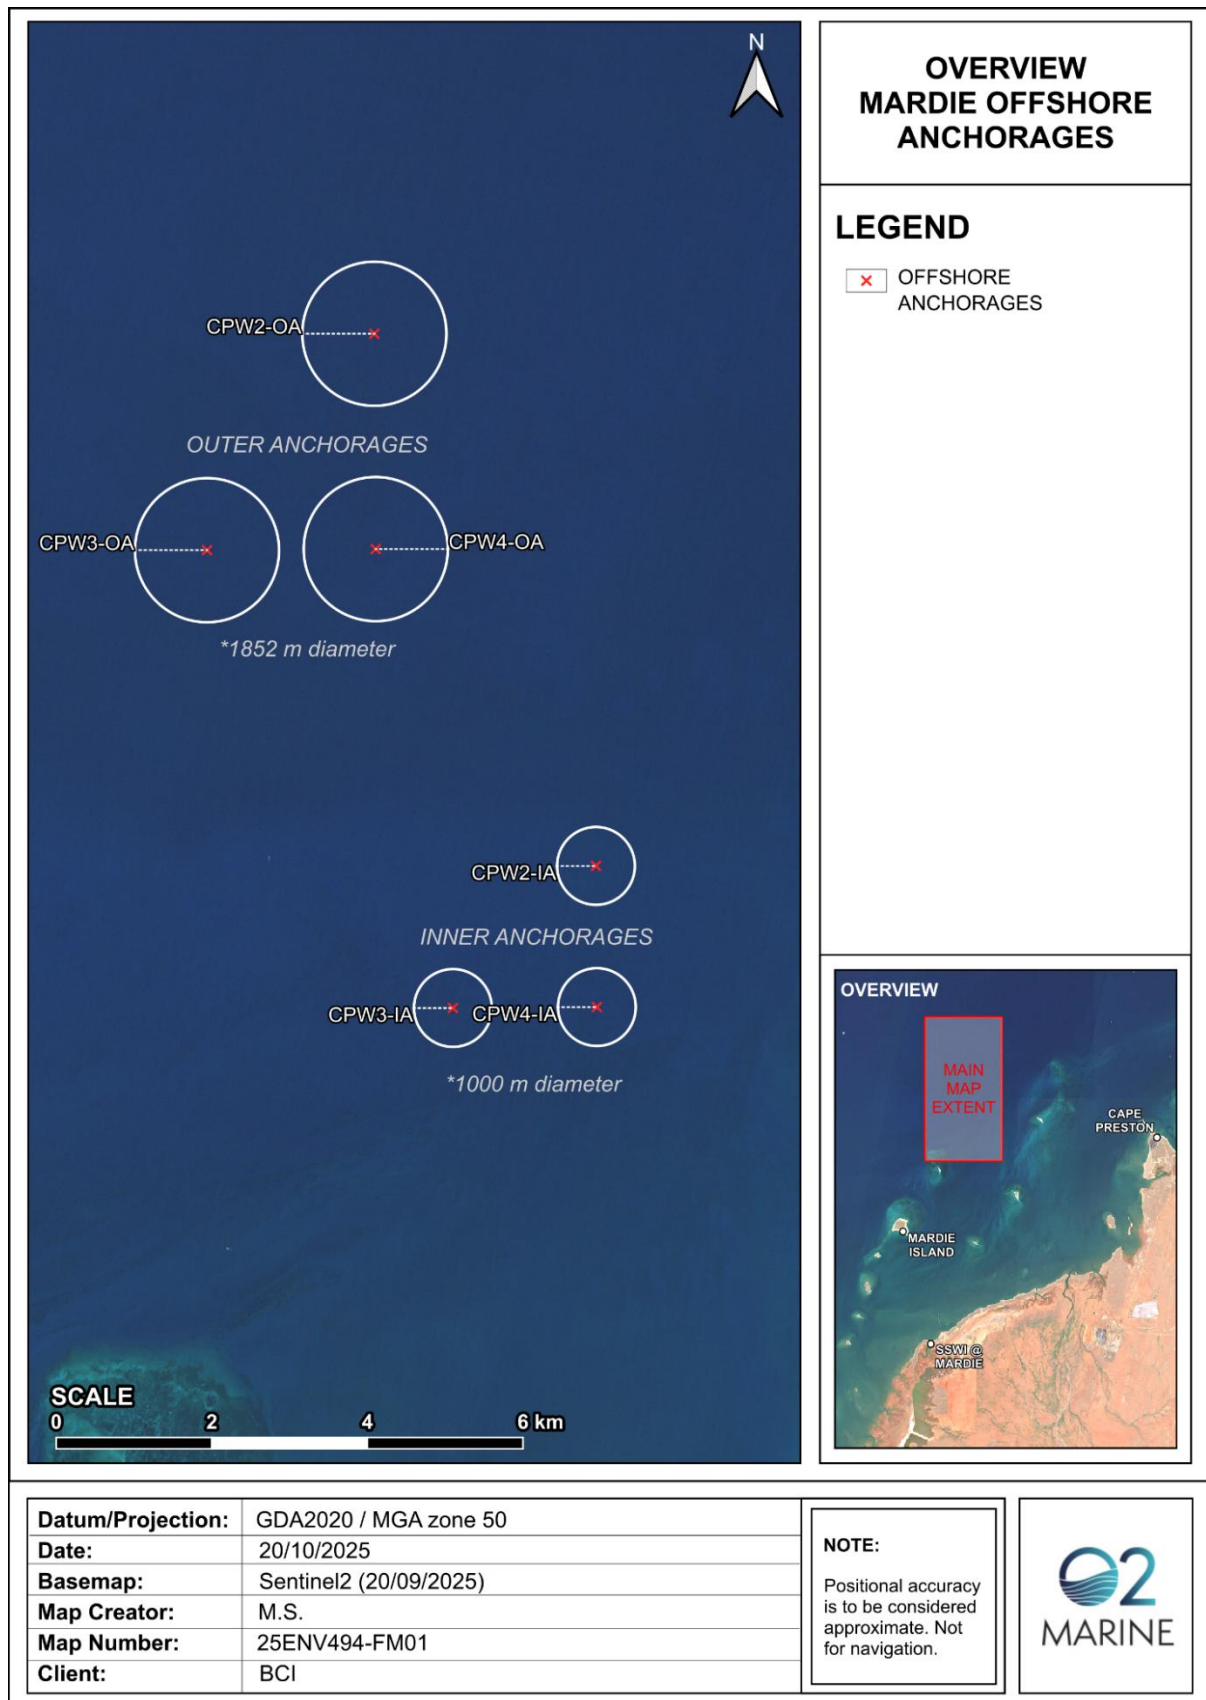 N
CPW2-OA
OUTER ANCHORAGES
CPW3-OA
CPW4-OA
*1852 m diameter
CPW2-IA
INNER ANCHORAGES
CPW3-IA
CPW4-IA
*1000 m diameter
SCALE
0 2 4 6 km
OVERVIEW
MARDIE OFFSHORE
ANCHORAGES
LEGEND
OFFSHORE
ANCHORAGES
OVERVIEW
MAIN
MAP
EXTENT
CAPE
PRESTON
MARDIE
ISLAND
SSWI @
MARDIE
Datum/Projection: GDA2020 / MGA zone 50
Date: 20/10/2025
Basemap: Sentinel2 (20/09/2025)
Map Creator: M.S.
Map Number: 25ENV494-FM01
Client: BCI
NOTE:
Positional accuracy
is to be considered
approximate. Not
for navigation.
O2
MARINE